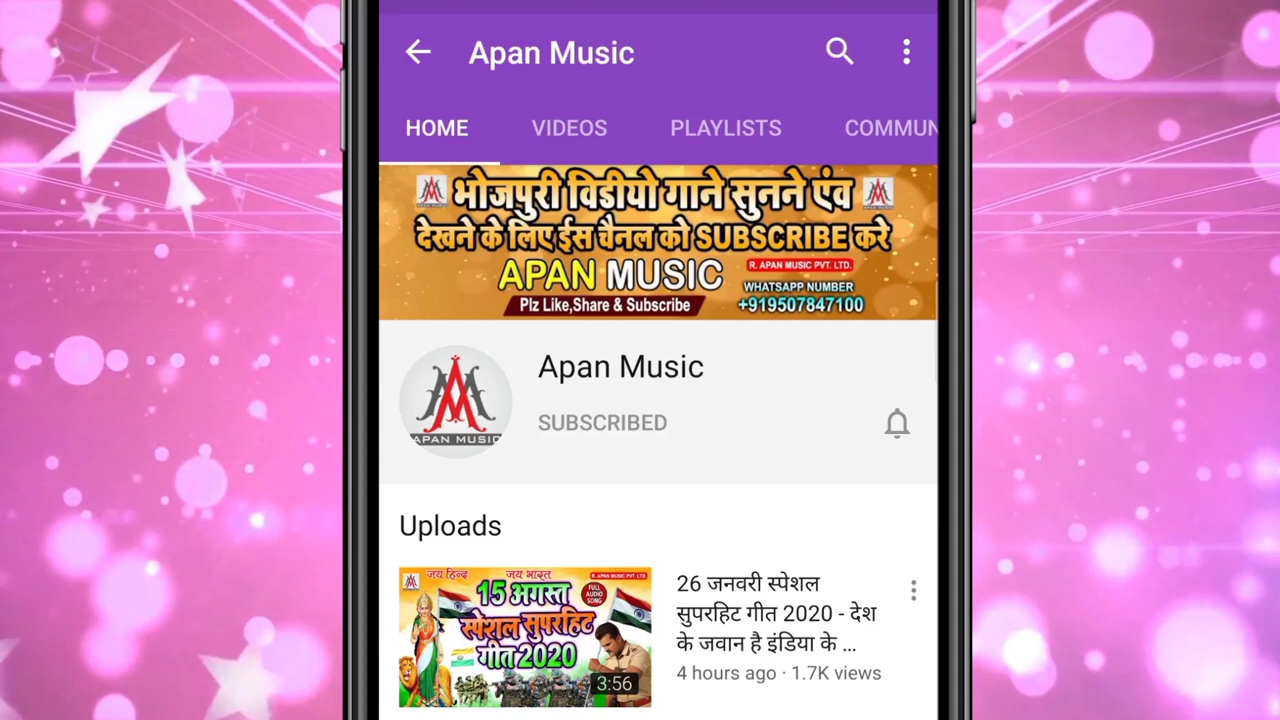 Apan Music
HOME VIDEOS PLAYLISTS COMMUN
भोजपुरी विडीयो गाने सुनने एंव
देखने के लिए ईस चैनल को SUBSCRIBE करे
APAN MUSIC
R. APAN MUSIC PVT. LTD.
Plz Like,Share & Subscribe
WHATSAPP NUMBER
+919507847100
Apan Music
SUBSCRIBED
APAN MUSIC
Uploads
जय हिन्द जय भारत
R. APAN MUSIC PVT. LTD
15 अगस्त
FULL
AUDIO
SONG
स्पेशल सुपरहिट
गीत 2020
3:56
26 जनवरी स्पेशल
सुपरहिट गीत 2020 - देश
के जवान है इंडिया के ...
4 hours ago · 1.7K views